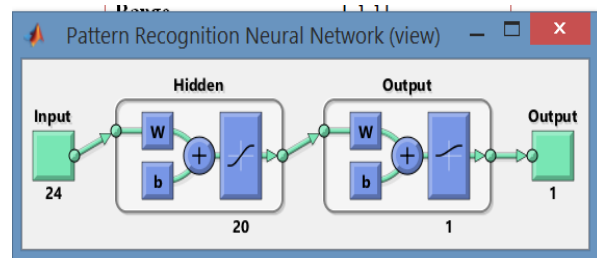 Pattern Recognition Neural Network (view)
Hidden
Output
Input
Output
W
W
b
b
24
20
1
1